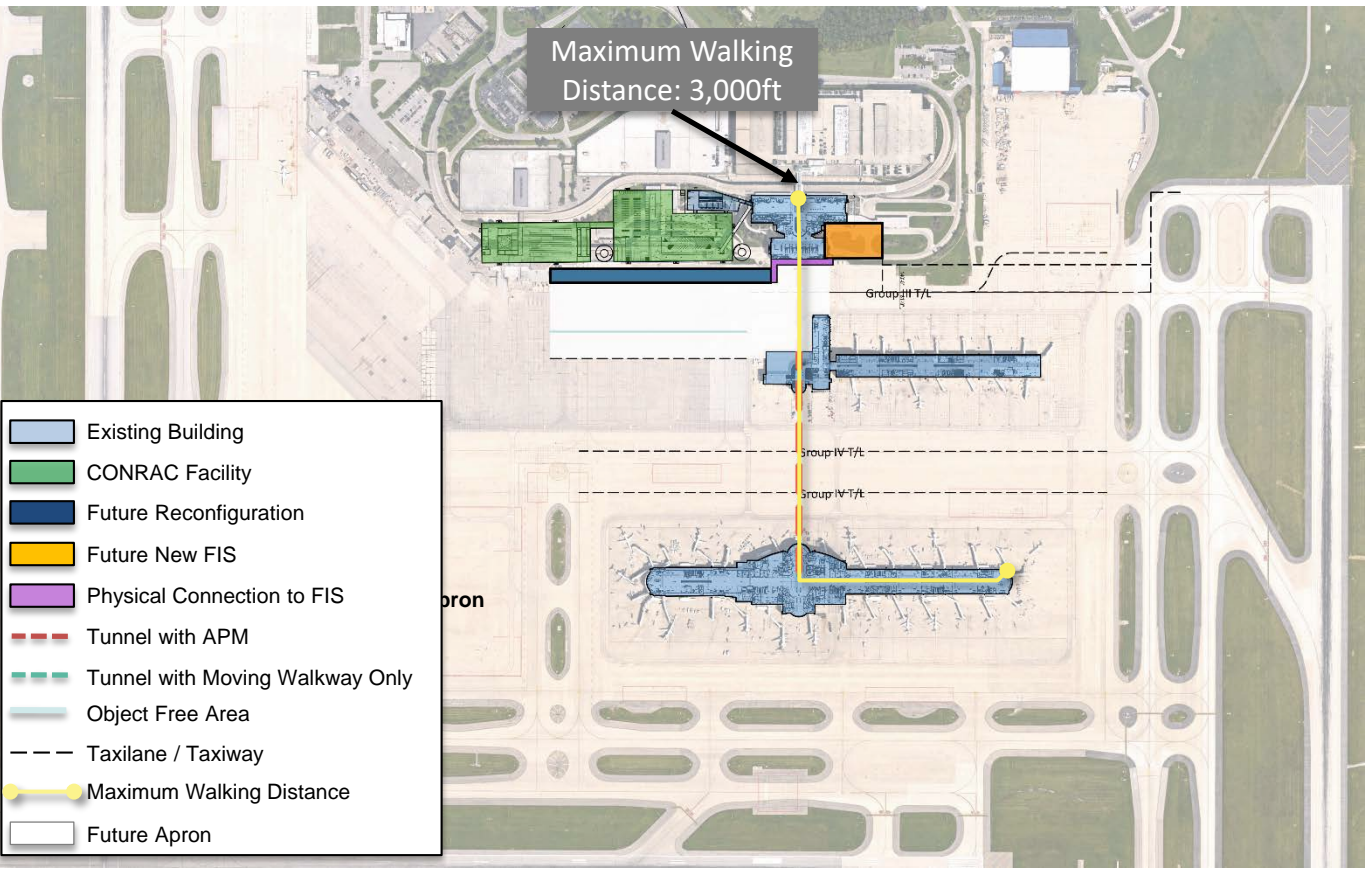 Maximum Walking
Distance: 3,000ft
Group III T/L
Group IV T/L
Group IV T/L
Existing Building
CONRAC Facility
Future Reconfiguration
Future New FIS
Physical Connection to FIS
pron
Tunnel with APM
Tunnel with Moving Walkway Only
Object Free Area
Taxilane / Taxiway
Maximum Walking Distance
Future Apron